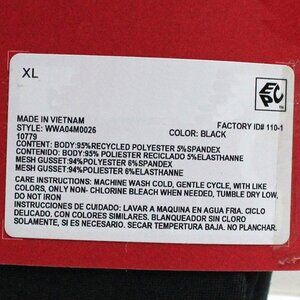 XL
EPC
MADE IN VIETNAM
STYLE: WWA04M0026 FACTORY ID# 110-1
10779 COLOR: BLACK
CONTENT: BODY:95%RECYCLED POLYESTER 5%SPANDEX
CONTENIDO: BODY:95% POLIESTER RECICLADO 5%ELASTHANNE
MESH GUSSET:94%POLYESTER 6%SPANDEX
MESH GUSSET:94%POLIESTER 6%ELASTHANNE
CARE INSTRUCTIONS: MACHINE WASH COLD, GENTLE CYCLE, WITH LIKE
COLORS, ONLY NON- CHLORINE BLEACH WHEN NEEDED, TUMBLE DRY LOW,
DO NOT IRON
INSTRUCCIONES DE CUIDADO: LAVAR A MAQUINA EN AGUA FRIA. CICLO
DELICADO. CON COLORES SIMILARES. BLANQUEADOR SIN CLORO
SOLO SI ES NECESARIO. SECAR TEMPERTURA BAJA. NO PLANCHAR.